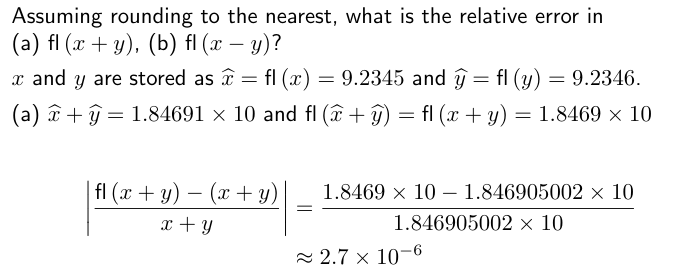 Assuming rounding to the nearest, what is the relative error in
(a) fl (x + y), (b) fl (x − y)?
x and y are stored as x̂ = fl (x) = 9.2345 and ŷ = fl (y) = 9.2346.
(a) x̂ + ŷ = 1.84691 × 10 and fl (x̂ + ŷ) = fl (x + y) = 1.8469 × 10
|fl (x + y) − (x + y) / x + y| = 1.8469 × 10 − 1.846905002 × 10 / 1.846905002 × 10
≈ 2.7 × 10⁻⁶